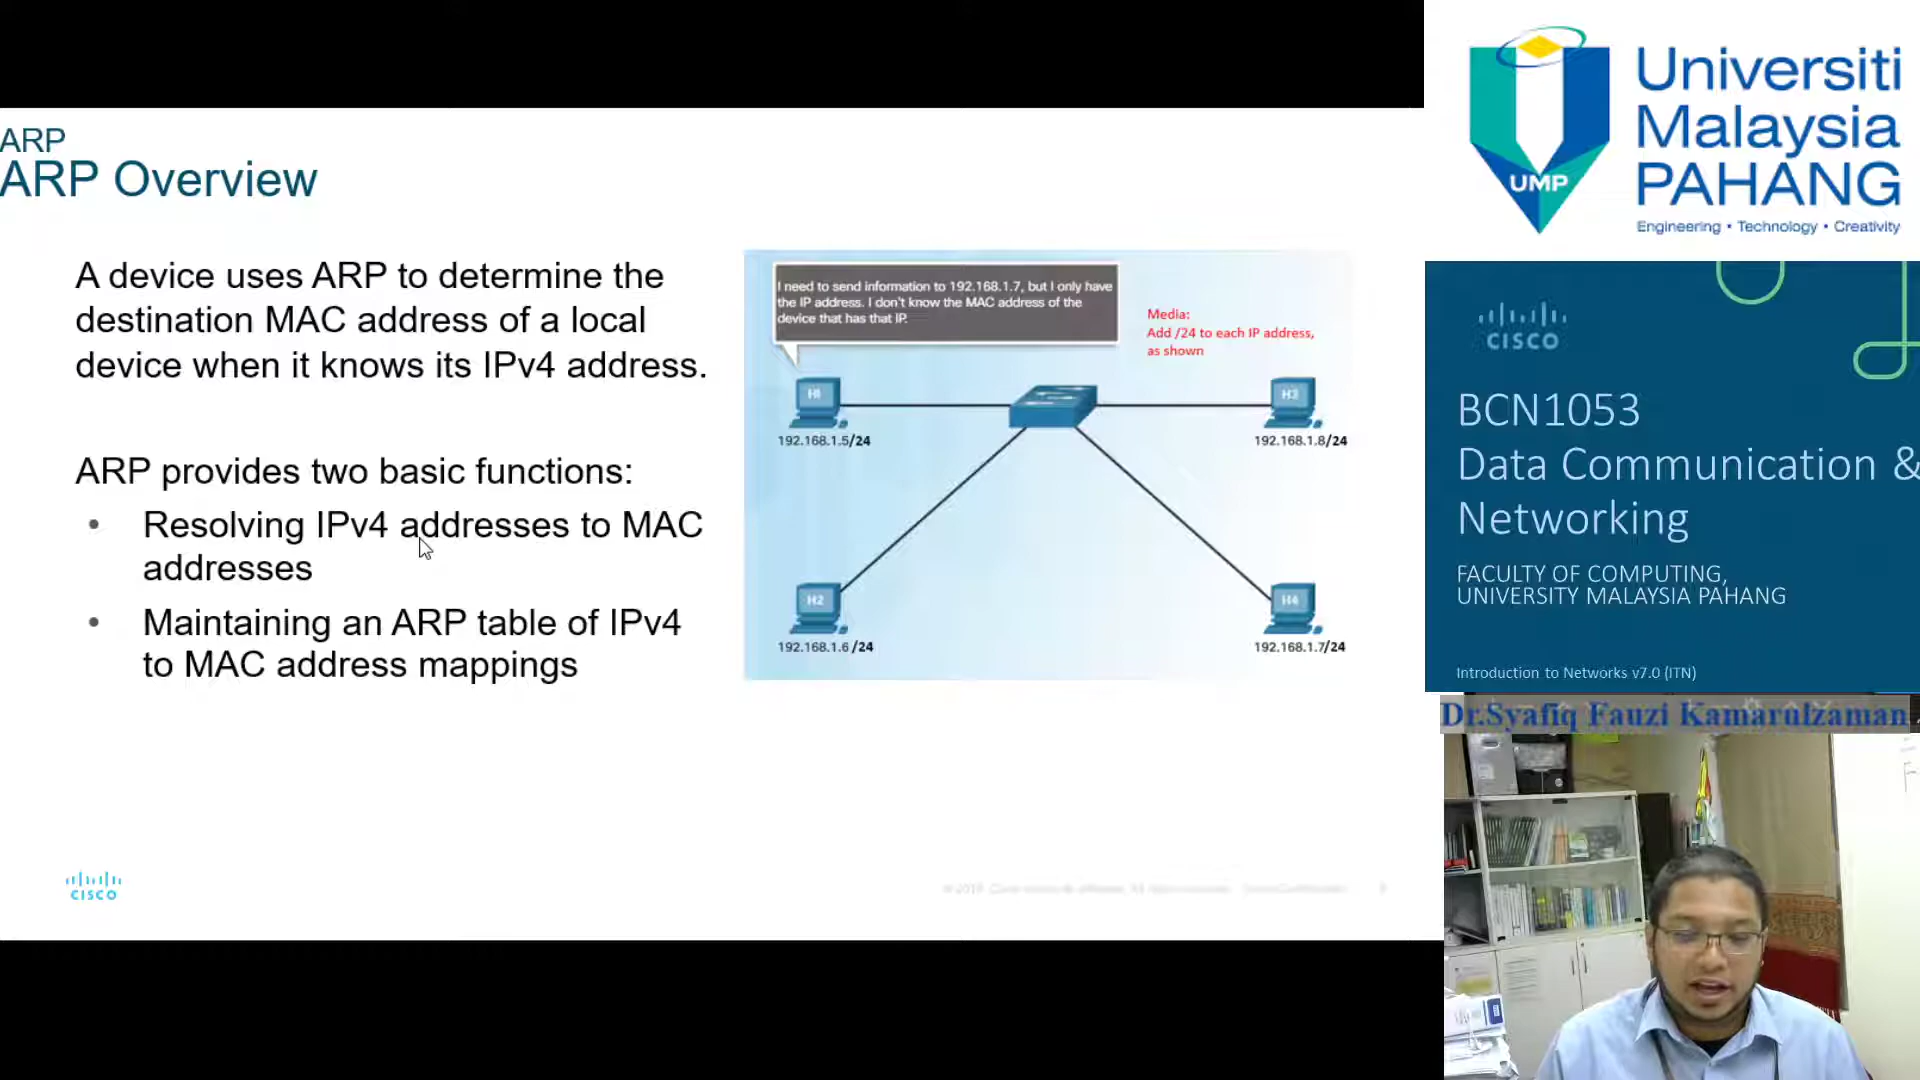 ARP
ARP Overview
A device uses ARP to determine the
destination MAC address of a local
device when it knows its IPv4 address.
ARP provides two basic functions:
• Resolving IPv4 addresses to MAC
addresses
• Maintaining an ARP table of IPv4
to MAC address mappings
I need to send information to 192.168.1.7, but I only have
the IP address. I don't know the MAC address of the
device that has that IP.
Media:
Add /24 to each IP address,
as shown
H1
H3
192.168.1.5/24
192.168.1.8/24
H2
H4
192.168.1.6/24
192.168.1.7/24
CISCO
UMP
Universiti
Malaysia
PAHANG
Engineering • Technology • Creativity
CISCO
BCN1053
Data Communication &
Networking
FACULTY OF COMPUTING,
UNIVERSITY MALAYSIA PAHANG
Introduction to Networks v7.0 (ITN)
Dr.Syafiq Fauzi Kamarulzaman